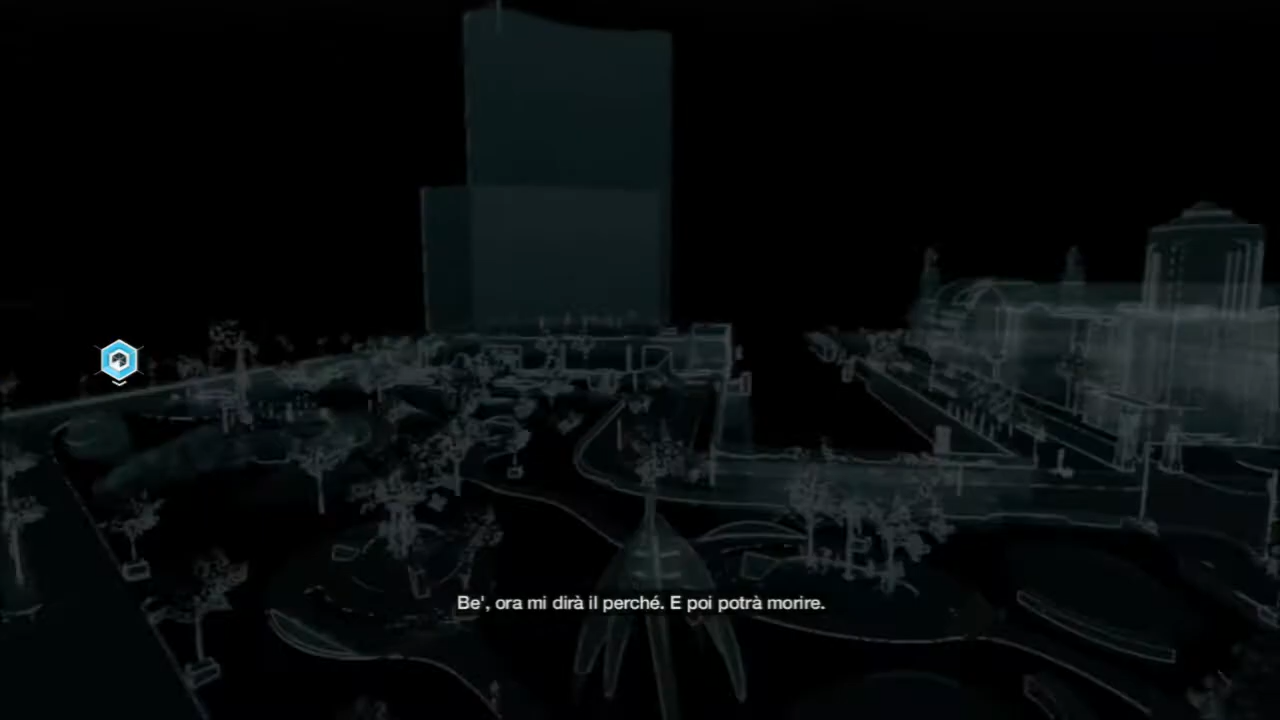 Be', ora mi dirà il perché. E poi potrà morire.